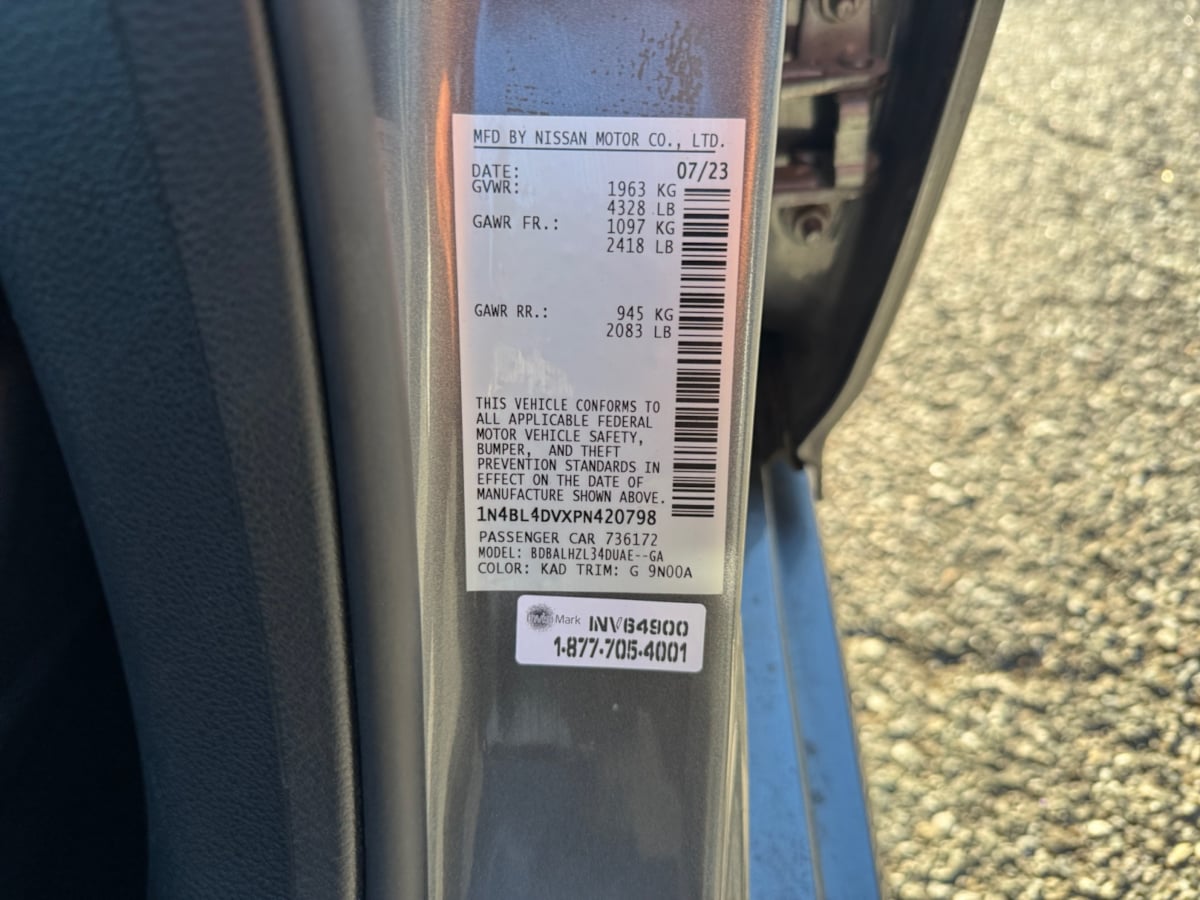 MFD BY NISSAN MOTOR CO., LTD.
DATE: 07/23
GVWR: 1963 KG
4328 LB
GAWR FR.: 1097 KG
2418 LB
GAWR RR.: 945 KG
2083 LB
THIS VEHICLE CONFORMS TO
ALL APPLICABLE FEDERAL
MOTOR VEHICLE SAFETY,
BUMPER, AND THEFT
PREVENTION STANDARDS IN
EFFECT ON THE DATE OF
MANUFACTURE SHOWN ABOVE.
1N4BL4DVXPN420798
PASSENGER CAR 736172
MODEL: BDBALHZL34DUAE--GA
COLOR: KAD TRIM: G 9N00A
Mark INV64900
1-877-705-4001